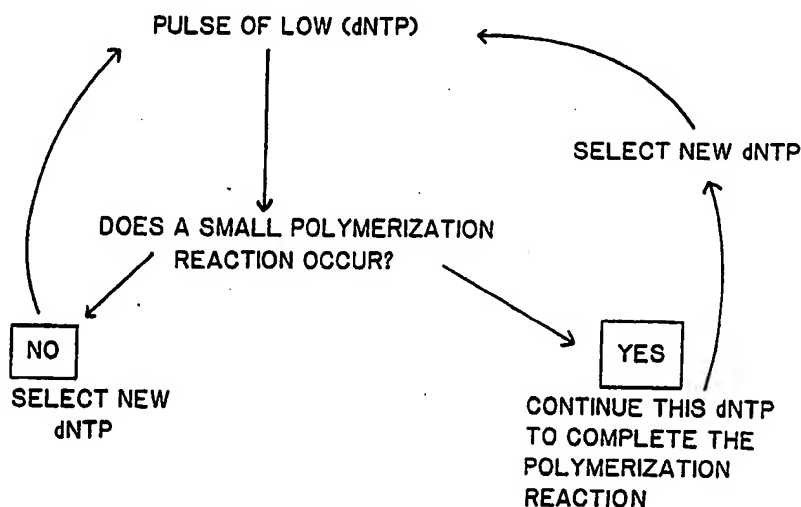 PULSE OF LOW (dNTP)
SELECT NEW dNTP
DOES A SMALL POLYMERIZATION
REACTION OCCUR?
NO
SELECT NEW
dNTP
YES
CONTINUE THIS dNTP
TO COMPLETE THE
POLYMERIZATION
REACTION